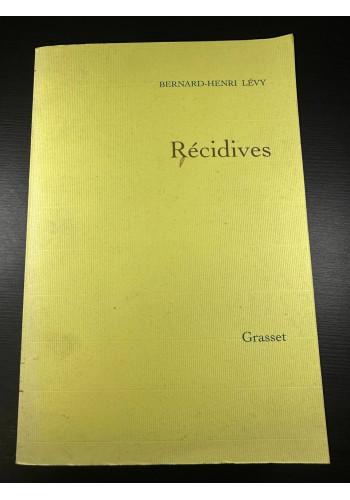 BERNARD-HENRI LÉVY
Récidives
Grasset